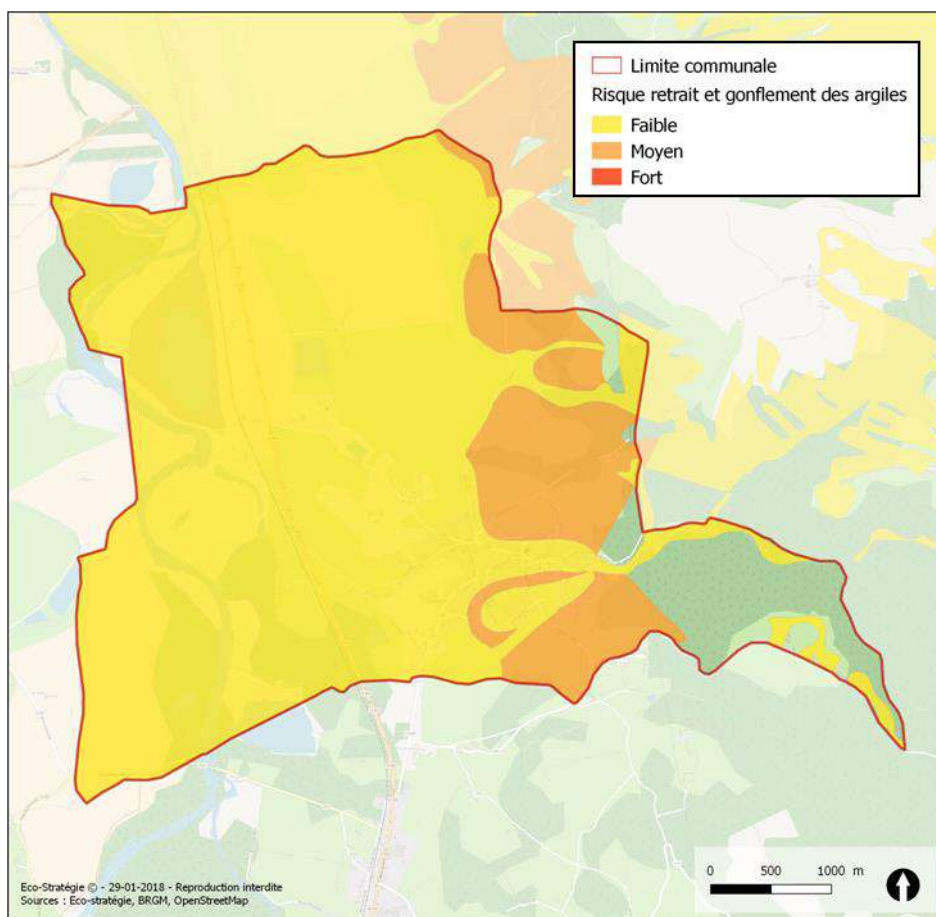 Limite communale
Risque retrait et gonflement des argiles
Faible
Moyen
Fort
0 500 1000 m
Eco-Stratégie © - 29-01-2018 - Reproduction interdite
Sources : Eco-stratégie, BRGM, OpenStreetMap